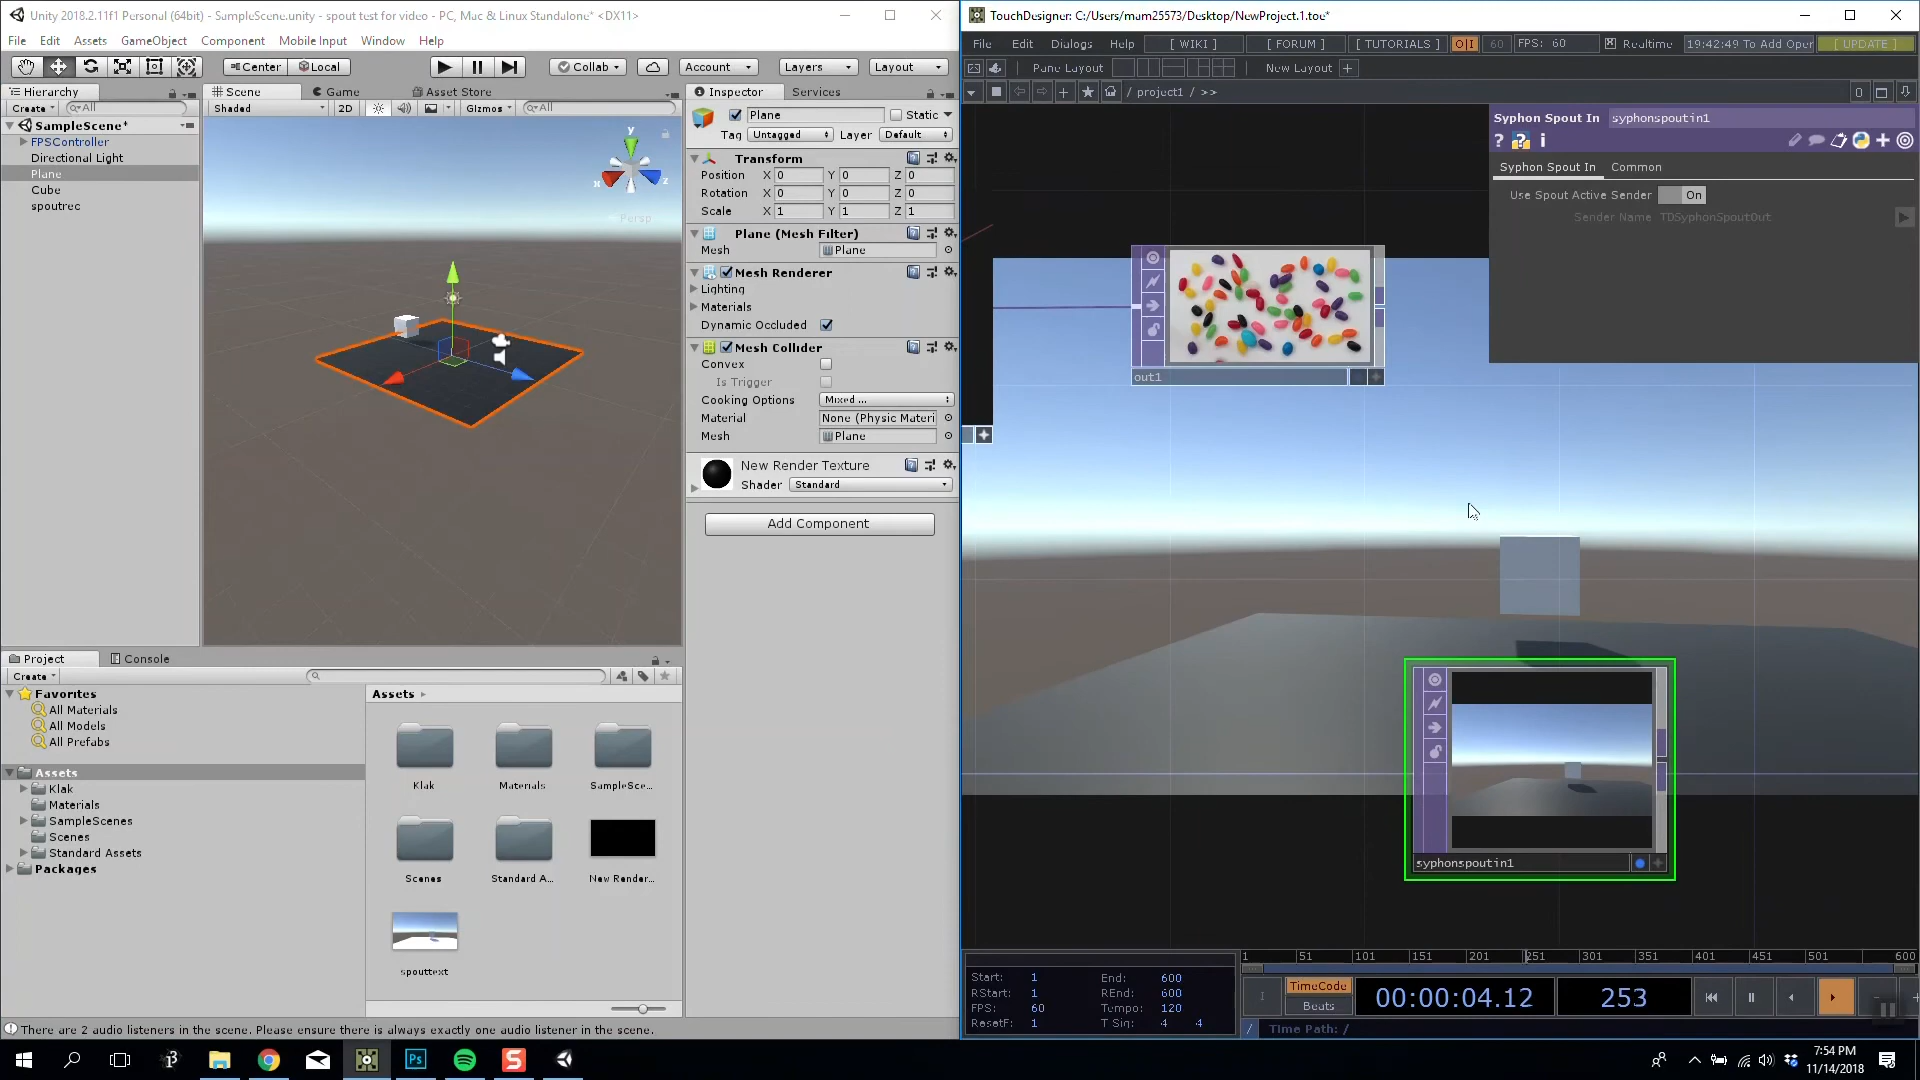 Unity 2018.2.11f1 Personal (64bit) - SampleScene.unity - spout test for video - PC, Mac & Linux Standalone* <DX11>
File Edit Assets GameObject Component Mobile Input Window Help
Center Local Collab Account Layers Layout
Hierarchy
Create All
SampleScene*
FPSController
Directional Light
Plane
Cube
spoutrec
Scene Game Asset Store
Shaded 2D Gizmos All
y
x
z
Persp
Inspector Services
Plane Static
Tag Untagged Layer Default
Transform
Position X 0 Y 0 Z 0
Rotation X 0 Y 0 Z 0
Scale X 1 Y 1 Z 1
Plane (Mesh Filter)
Mesh Plane
Mesh Renderer
Lighting
Materials
Dynamic Occluded
Mesh Collider
Convex
Is Trigger
Cooking Options Mixed ...
Material None (Physic Materi
Mesh Plane
New Render Texture
Shader Standard
Add Component
Project Console
Create
Favorites
All Materials
All Models
All Prefabs
Assets
Klak
Materials
SampleScenes
Scenes
Standard Assets
Packages
Assets
Klak Materials SampleSce...
Scenes Standard A... New Render...
spouttext
There are 2 audio listeners in the scene. Please ensure there is always exactly one audio listener in the scene.
TouchDesigner: C:/Users/mam25573/Desktop/NewProject.1.toe*
File Edit Dialogs Help [ WIKI ] [ FORUM ] [ TUTORIALS ] O|I 60 FPS: 60 Realtime 19:42:49 To Add Oper [ UPDATE ]
Pane Layout New Layout +
/ project1 / >> 0
Syphon Spout In syphonspoutin1
? i
Syphon Spout In Common
Use Spout Active Sender On
Sender Name TDSyphonSpoutOut
out1
syphonspoutin1
Start: 1 End: 600
RStart: 1 REnd: 600
FPS: 60 Tempo: 120
ResetF: 1 T Sig: 4 4
1 51 101 151 201 251 301 351 401 451 501 600
TimeCode
Beats
00:00:04.12
253
/ Time Path: /
Ps
S
7:54 PM
11/14/2018